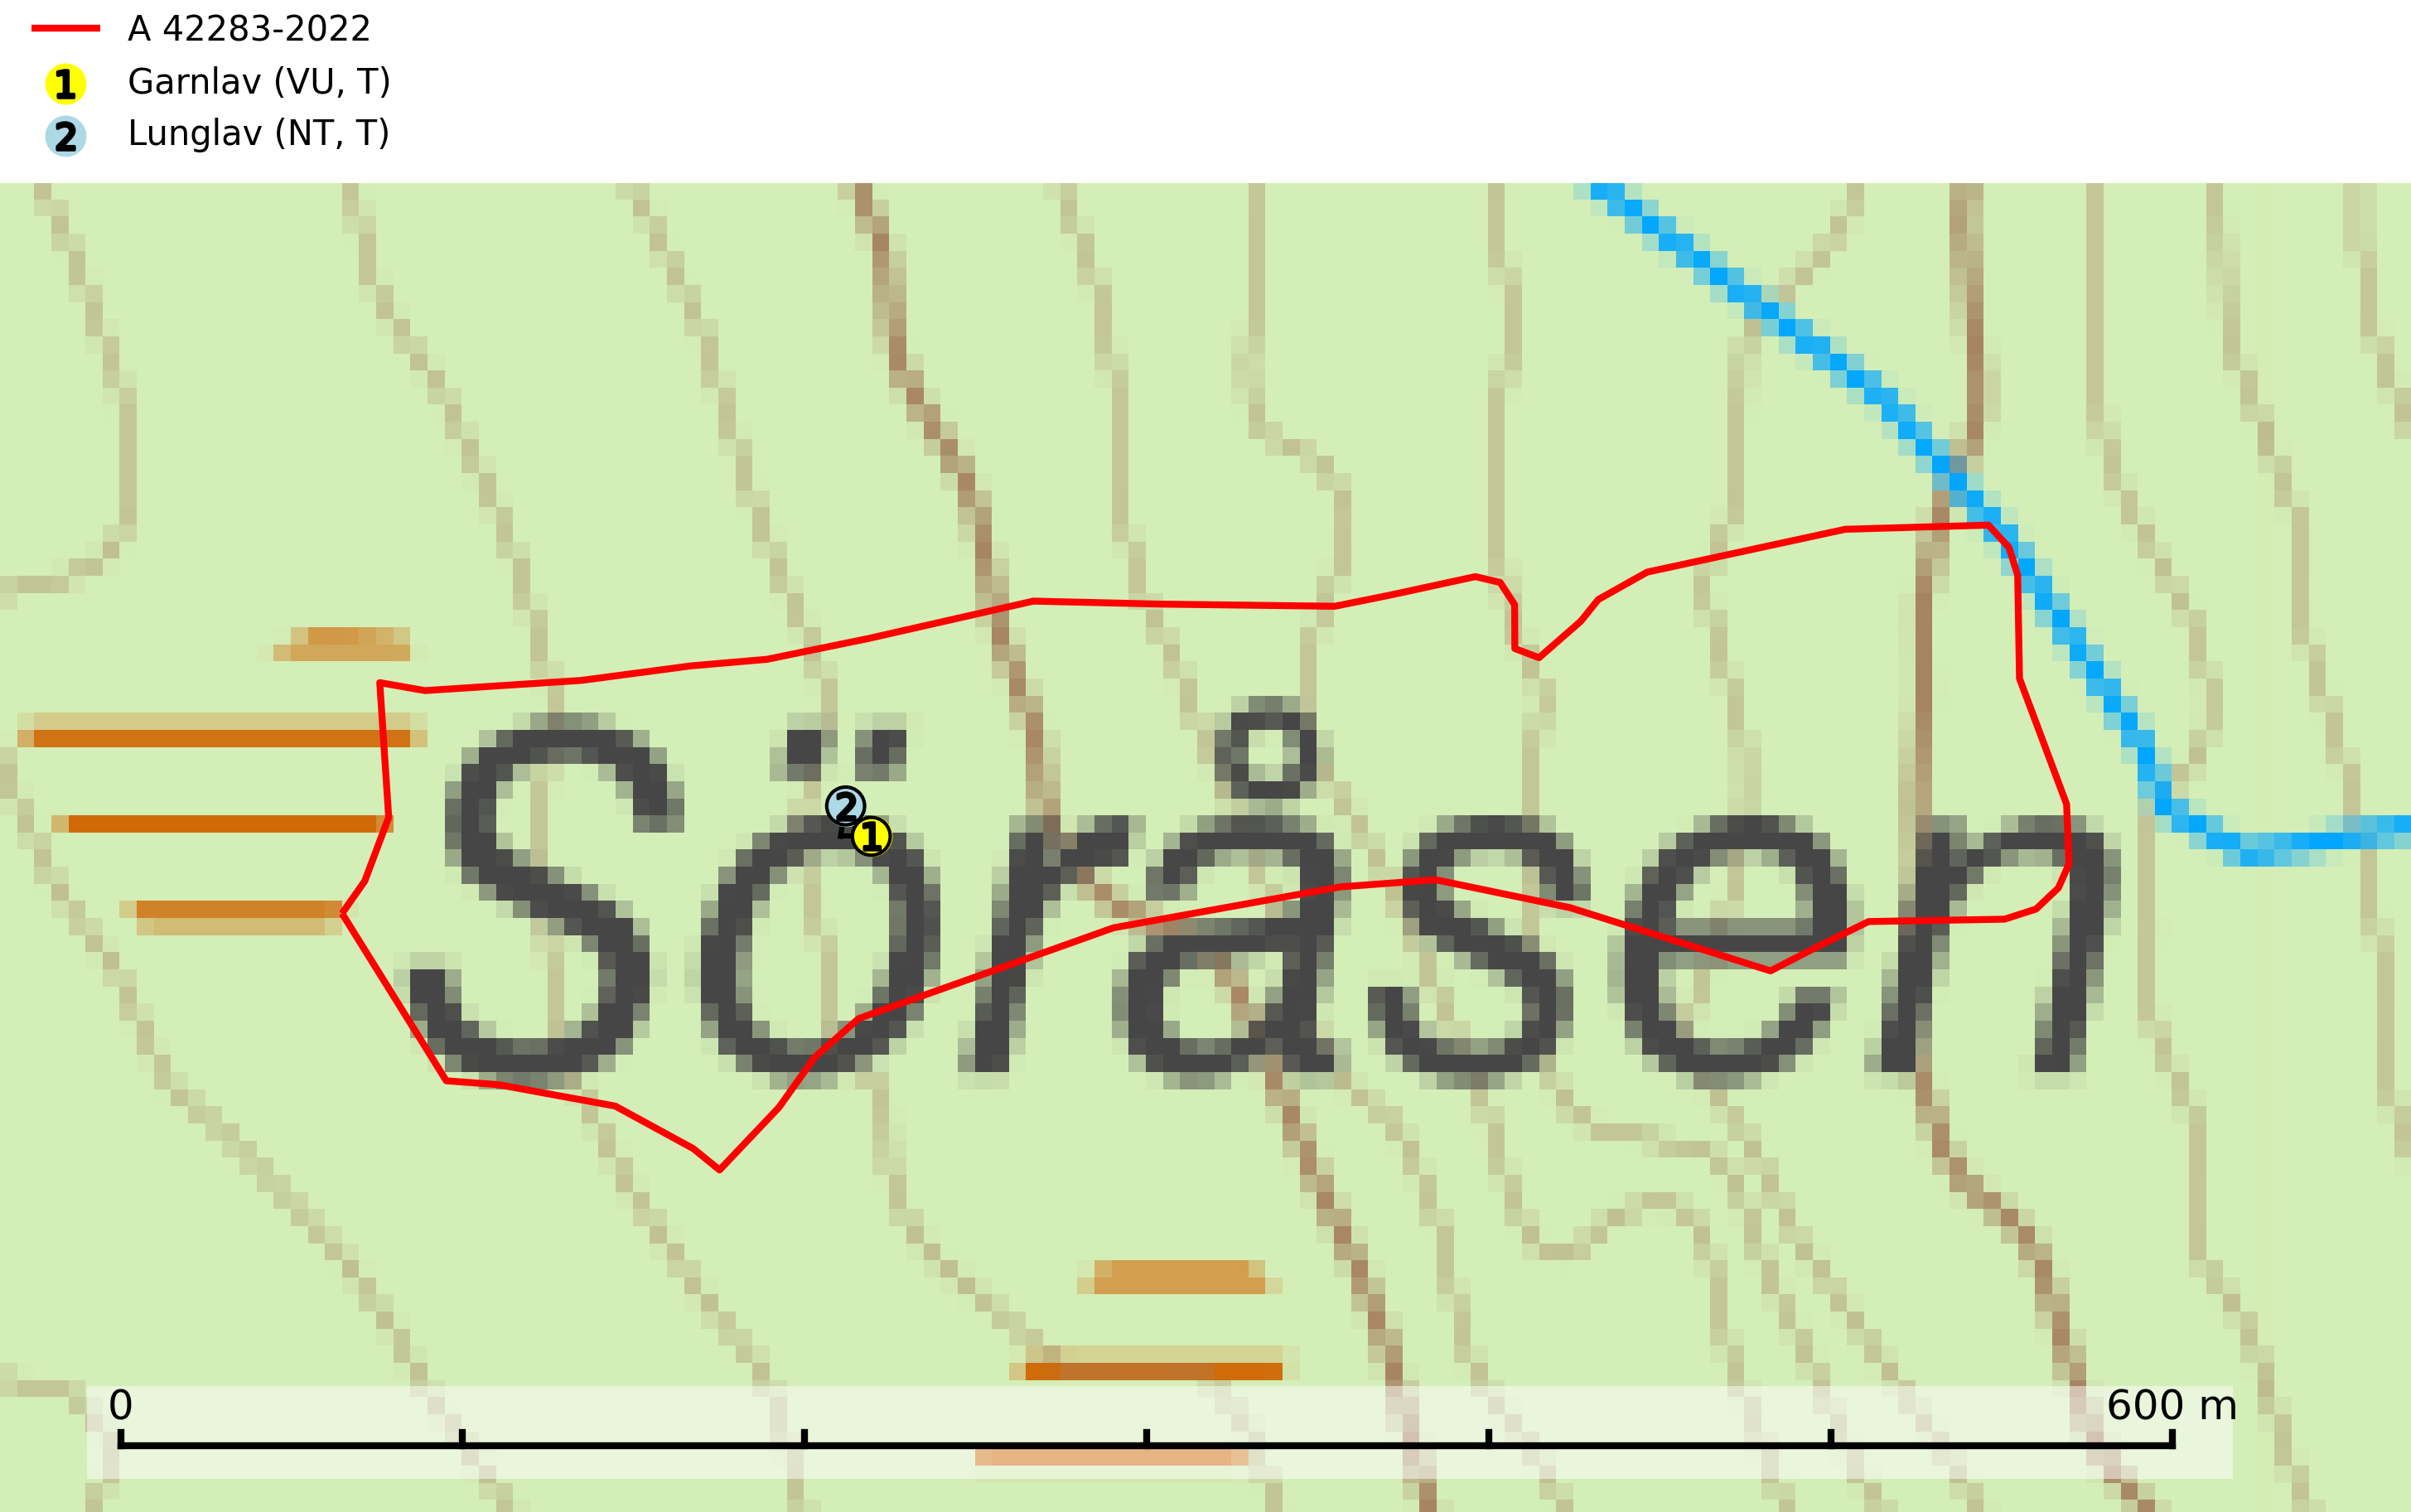 A 42283-2022
1 Garnlav (VU, T)
2 Lunglav (NT, T)
Söråsen
2
1
0 600 m